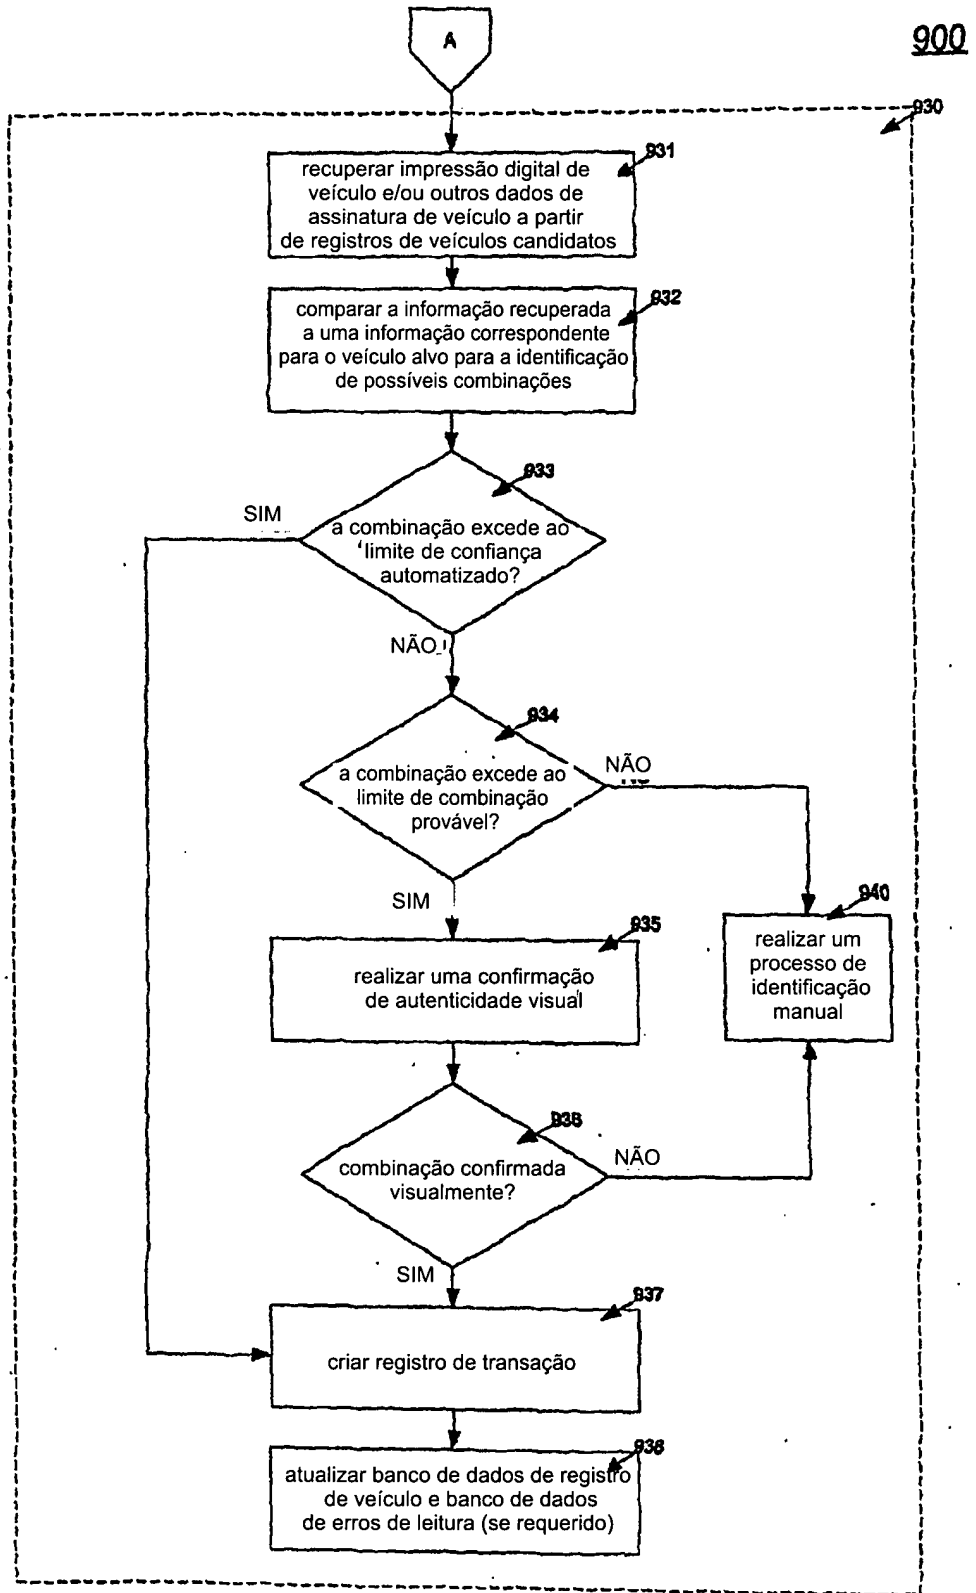 A
900
930
931
recuperar impressão digital de
veículo e/ou outros dados de
assinatura de veículo a partir
de registros de veículos candidatos
932
comparar a informação recuperada
a uma informação correspondente
para o veículo alvo para a identificação
de possíveis combinações
933
SIM
a combinação excede ao
limite de confiança
automatizado?
NÃO
934
a combinação excede ao
limite de combinação
provável?
NÃO
SIM
940
realizar um
processo de
identificação
manual
935
realizar uma confirmação
de autenticidade visual
936
combinação confirmada
visualmente?
NÃO
SIM
937
criar registro de transação
938
atualizar banco de dados de registro
de veículo e banco de dados
de erros de leitura (se requerido)